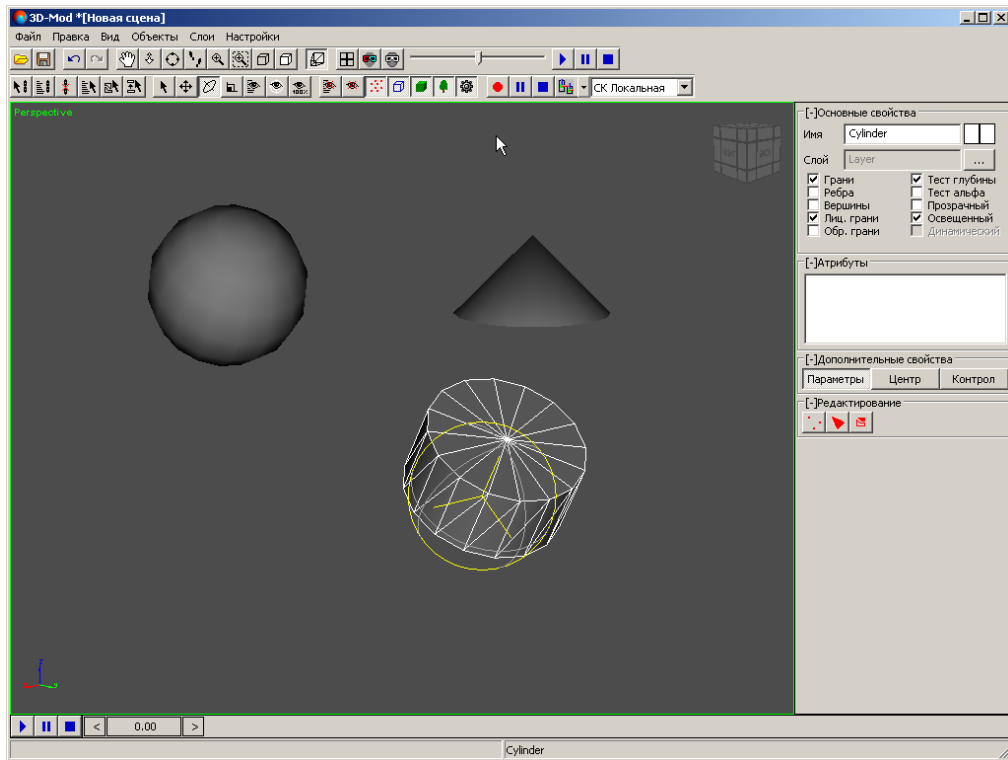 3D-Mod *[Новая сцена]
Файл Правка Вид Объекты Слои Настройки
СК Локальная
Perspective
[-]Основные свойства
Имя Cylinder
Слой Layer ...
Грани Тест глубины
Ребра Тест альфа
Вершины Прозрачный
Лиц. грани Освещенный
Обр. грани Динамический
[-]Атрибуты
[-]Дополнительные свойства
Параметры Центр Контрол
[-]Редактирование
< 0.00 >
Cylinder